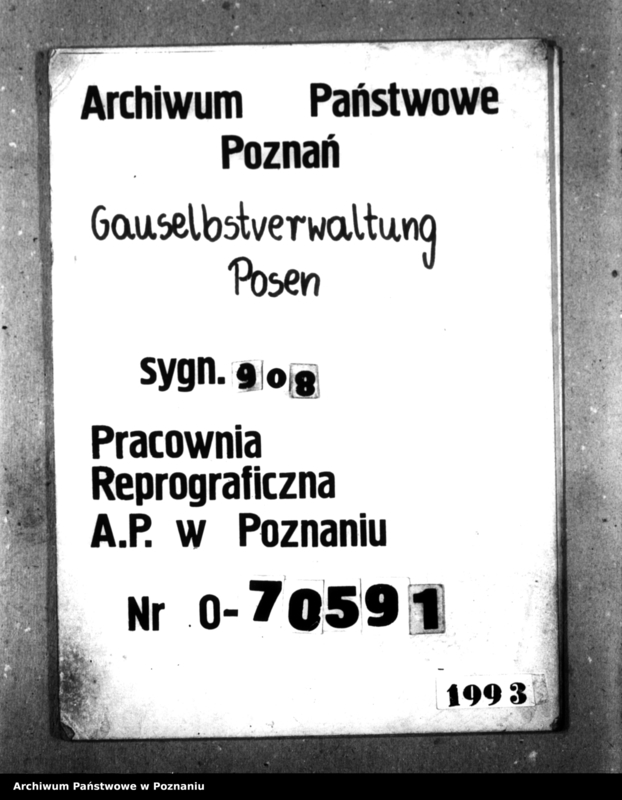 Archiwum Państwowe
Poznań
Gauselbstverwaltung
Posen
sygn. 908
Pracownia
Reprograficzna
A.P. w Poznaniu
Nr 0-70591
1993
Archiwum Państwowe w Poznaniu